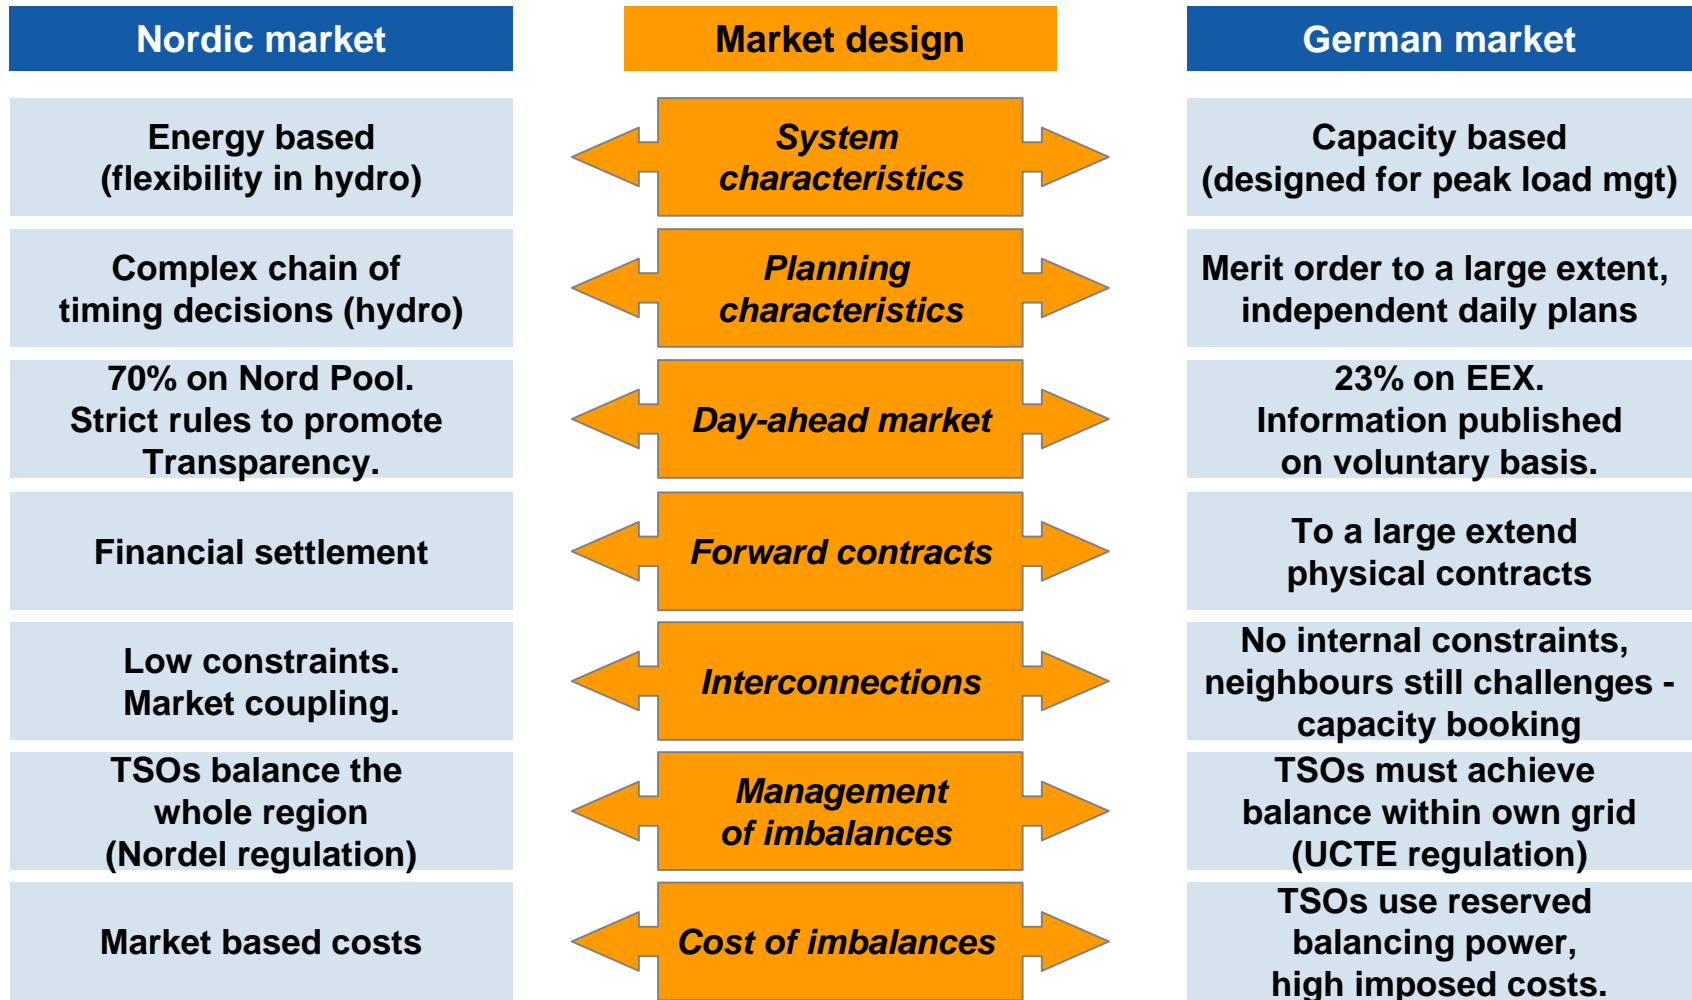 Nordic market
Market design
German market
Energy based
(flexibility in hydro)
System
characteristics
Capacity based
(designed for peak load mgt)
Complex chain of
timing decisions (hydro)
Planning
characteristics
Merit order to a large extent,
independent daily plans
70% on Nord Pool.
Strict rules to promote
Transparency.
Day-ahead market
23% on EEX.
Information published
on voluntary basis.
Financial settlement
Forward contracts
To a large extend
physical contracts
Low constraints.
Market coupling.
Interconnections
No internal constraints,
neighbours still challenges -
capacity booking
TSOs balance the
whole region
(Nordel regulation)
Management
of imbalances
TSOs must achieve
balance within own grid
(UCTE regulation)
Market based costs
Cost of imbalances
TSOs use reserved
balancing power,
high imposed costs.